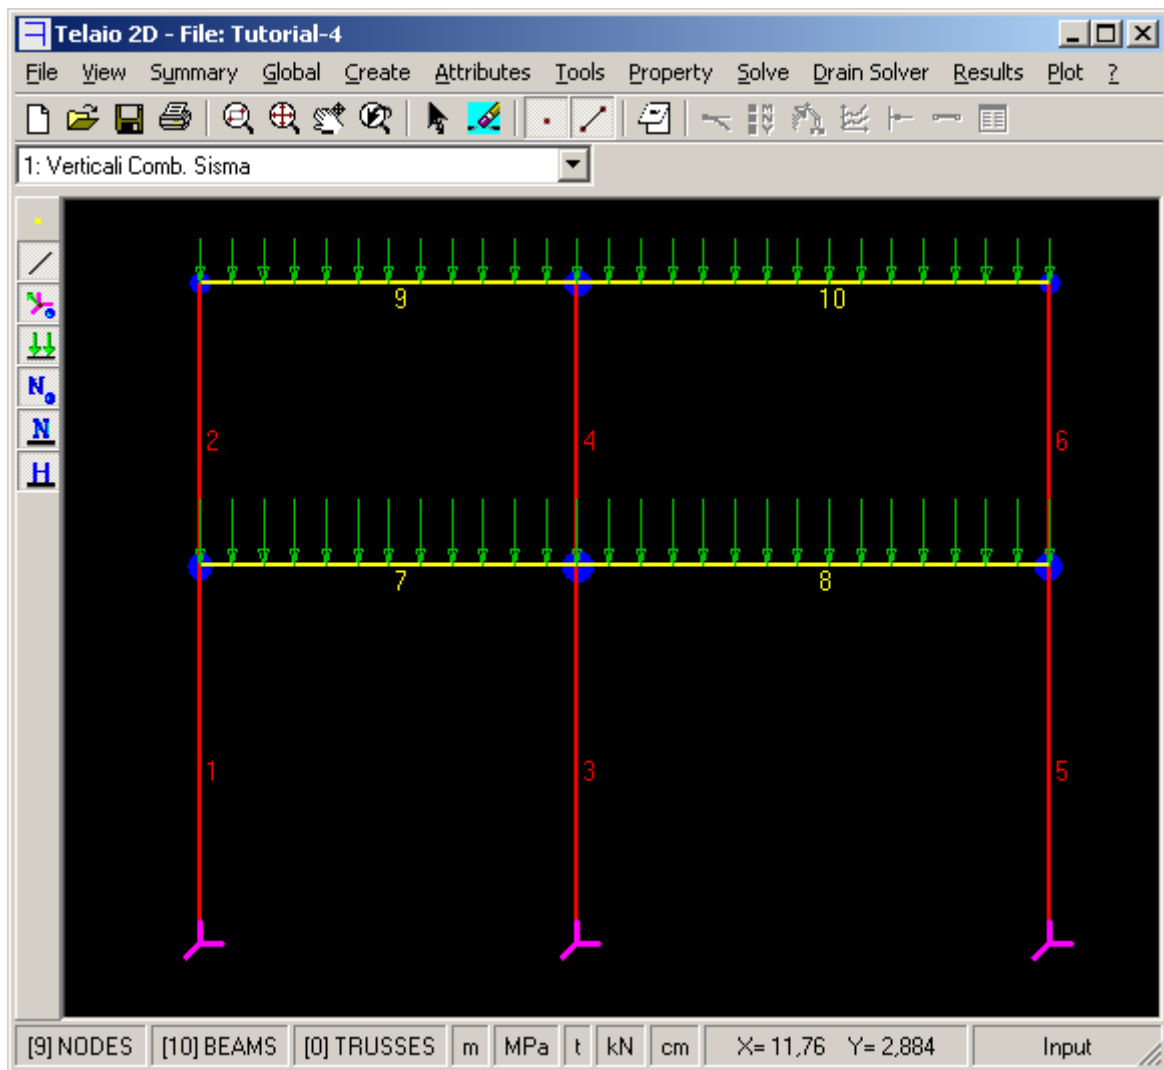 Telaio 2D - File: Tutorial-4
File View Summary Global Create Attributes Tools Property Solve Drain Solver Results Plot ?
1: Verticali Comb. Sisma
9 10
N
N
H
2 4 6
7 8
1 3 5
[9] NODES [10] BEAMS [0] TRUSSES m MPa t kN cm X= 11,76 Y= 2,884 Input